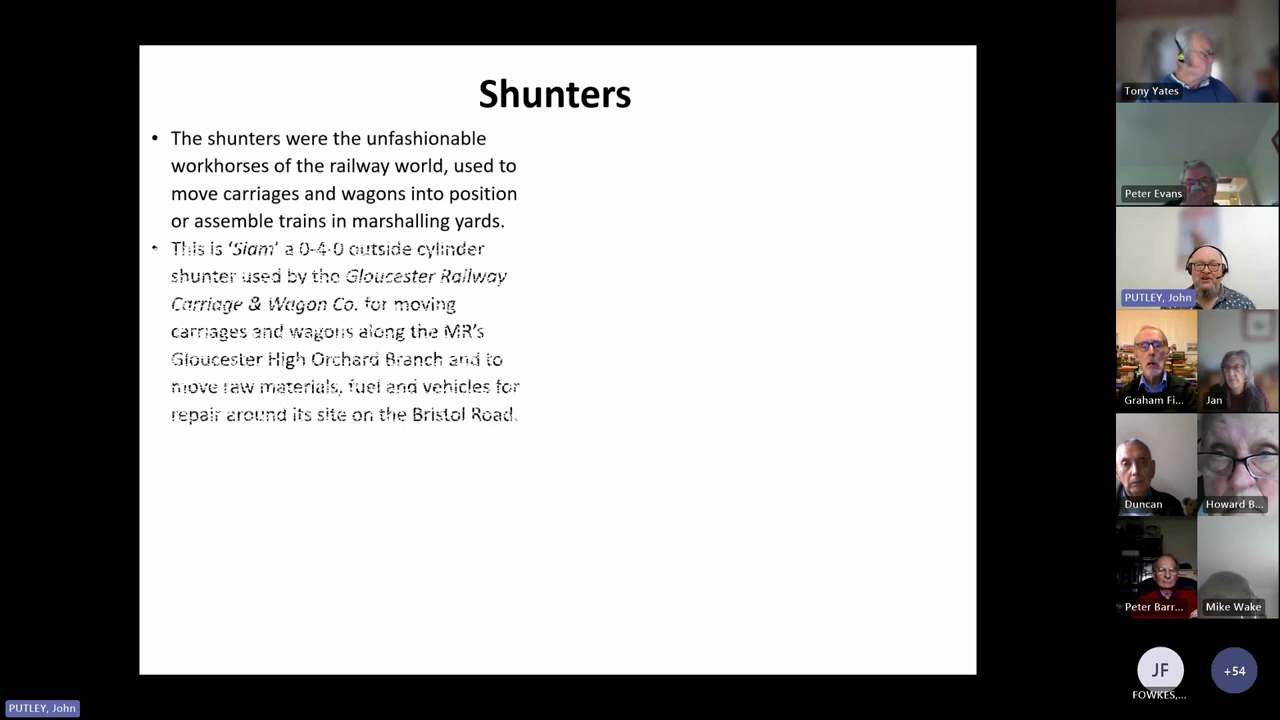 Shunters
• The shunters were the unfashionable
workhorses of the railway world, used to
move carriages and wagons into position
or assemble trains in marshalling yards.
• This is ‘Siam’ a 0-4-0 outside cylinder
shunter used by the Gloucester Railway
Carriage & Wagon Co. for moving
carriages and wagons along the MR’s
Gloucester High Orchard Branch and to
move raw materials, fuel and vehicles for
repair around its site on the Bristol Road.
Tony Yates
Peter Evans
PUTLEY, John
Graham Fi...
Jan
Duncan
Howard B...
Peter Barr...
Mike Wake
JF
+54
FOWKES,...
PUTLEY, John